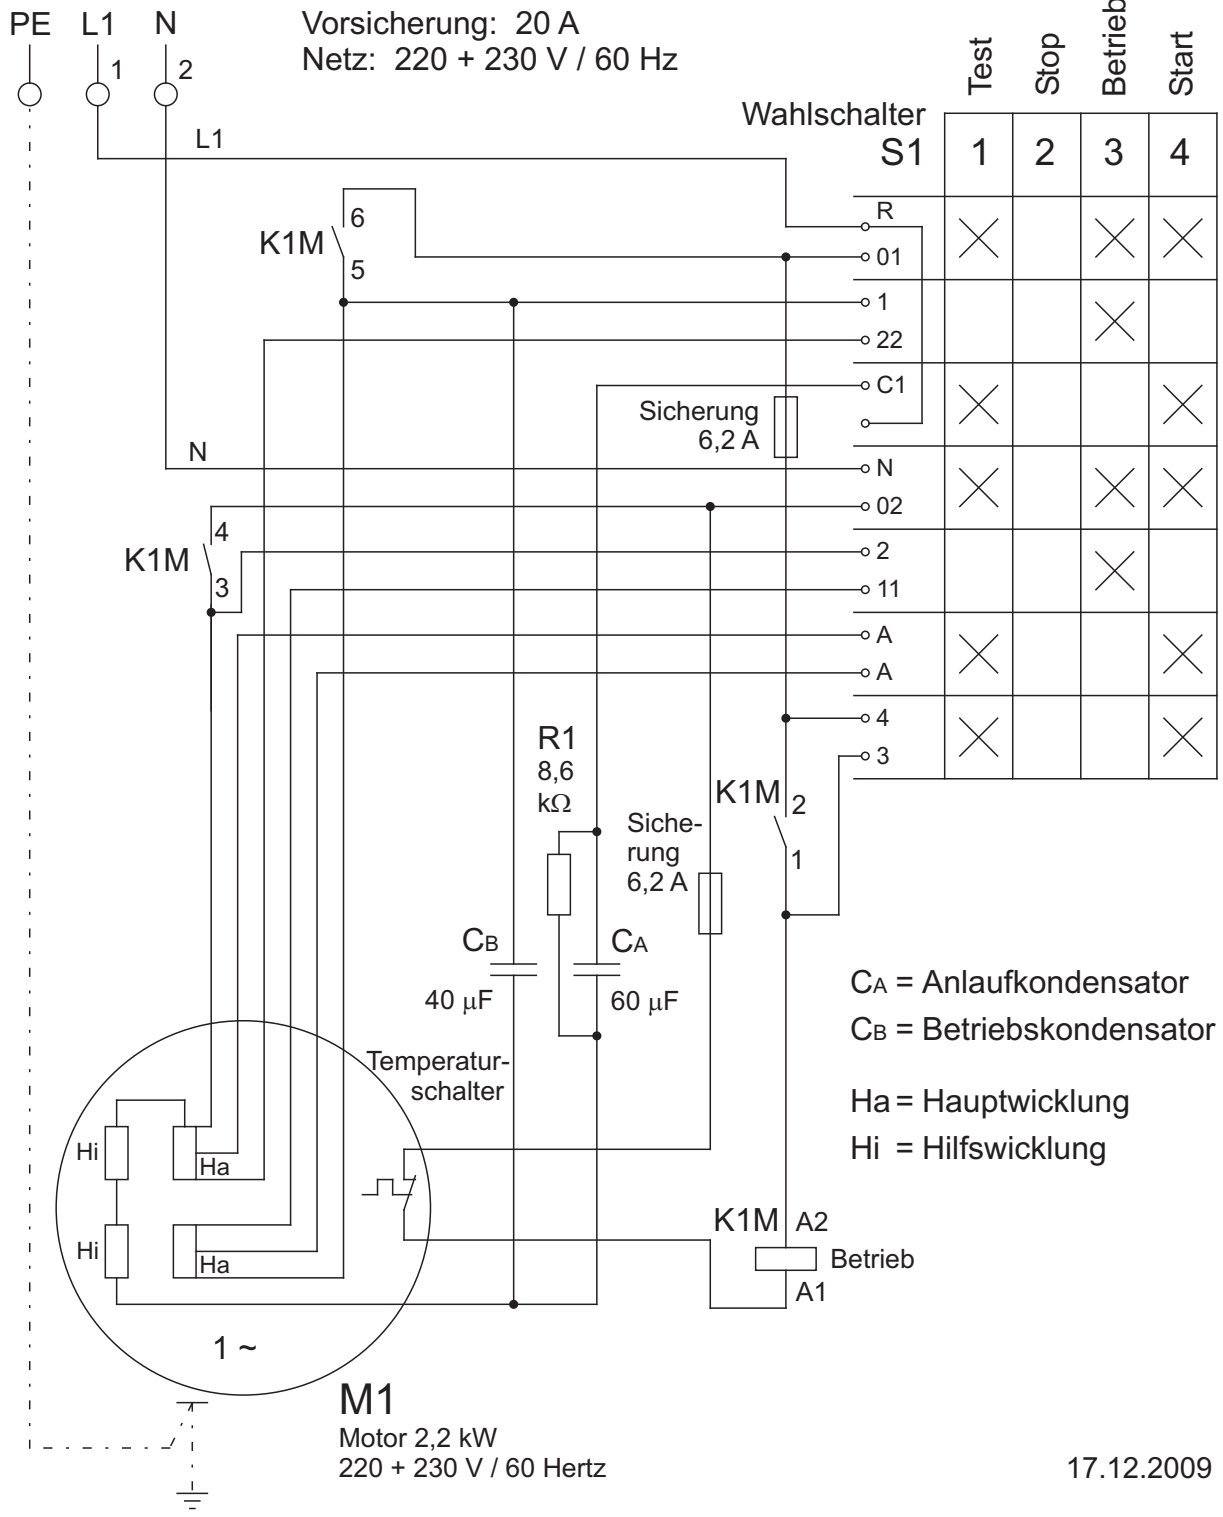 PE L1 N
Vorsicherung: 20 A
Netz: 220 + 230 V / 60 Hz
1 2
Test Stop Betrieb Start
Wahlschalter
S1 1 2 3 4
L1
R
01
K1M 6
5
1
22
C1
Sicherung
6,2 A
N
N
02
K1M 4
3
2
11
A
A
4
3
R1
8,6
kΩ
K1M 2
1
Siche-
rung
6,2 A
CB
40 µF
CA
60 µF
CA = Anlaufkondensator
CB = Betriebskondensator
Ha = Hauptwicklung
Hi = Hilfswicklung
Temperatur-
schalter
Hi Ha
Hi Ha
K1M A2
Betrieb
A1
1 ~
M1
Motor 2,2 kW
220 + 230 V / 60 Hertz
17.12.2009